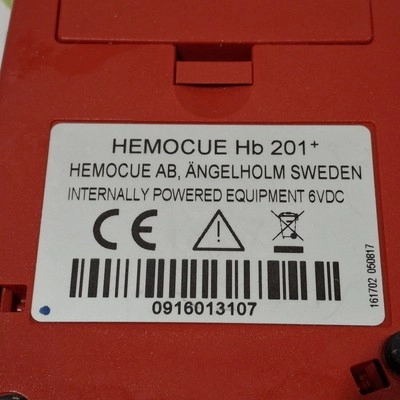 HEMOCUE Hb 201+
HEMOCUE AB, ÄNGELHOLM SWEDEN
INTERNALLY POWERED EQUIPMENT 6VDC
CE
0916013107
161702 050817